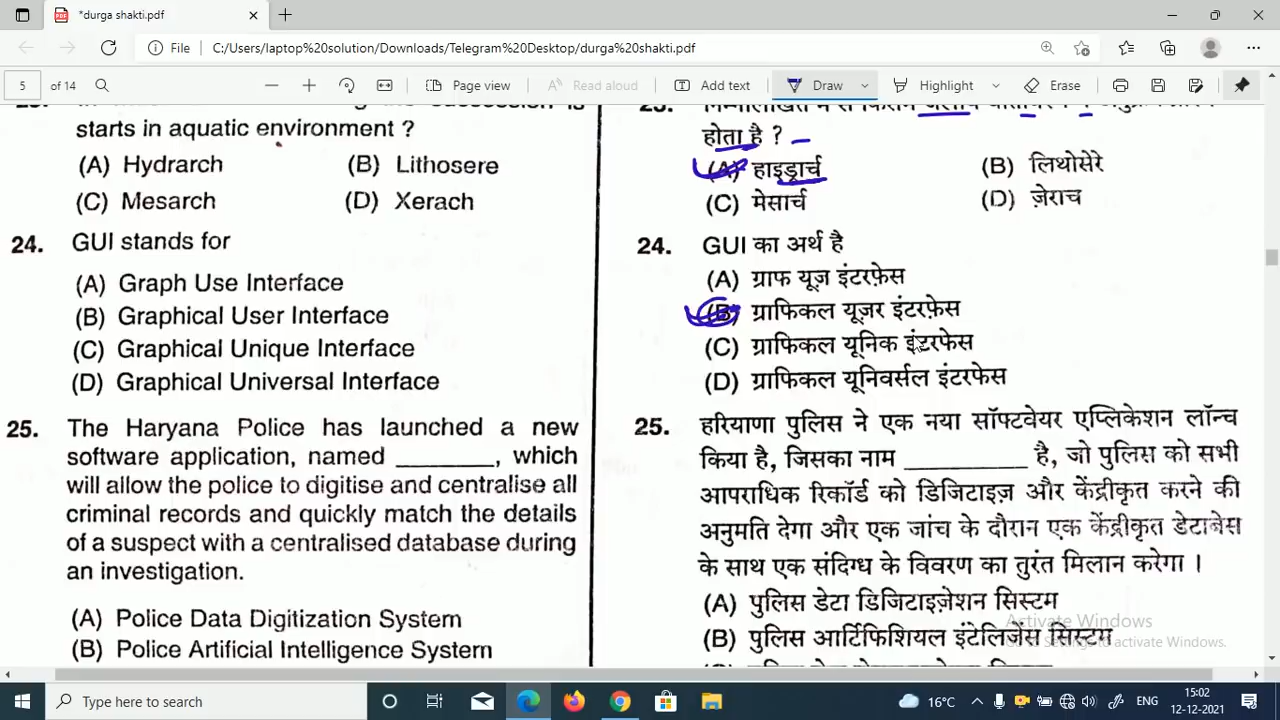 *durga shakti.pdf
File C:/Users/laptop%20solution/Downloads/Telegram%20Desktop/durga%20shakti.pdf
5 of 14 Page view Read aloud Add text Draw Highlight Erase
starts in aquatic environment ?
(A) Hydrarch (B) Lithosere
(C) Mesarch (D) Xerach
24. GUI stands for
(A) Graph Use Interface
(B) Graphical User Interface
(C) Graphical Unique Interface
(D) Graphical Universal Interface
25. The Haryana Police has launched a new
software application, named ________, which
will allow the police to digitise and centralise all
criminal records and quickly match the details
of a suspect with a centralised database during
an investigation.
(A) Police Data Digitization System
(B) Police Artificial Intelligence System
होता है ?
(A) हाइड्रार्च (B) लिथोसेरे
(C) मेसार्च (D) ज़ेराच
24. GUI का अर्थ है
(A) ग्राफ यूज़ इंटरफ़ेस
(B) ग्राफिकल यूज़र इंटरफ़ेस
(C) ग्राफिकल यूनिक इंटरफेस
(D) ग्राफिकल यूनिवर्सल इंटरफेस
25. हरियाणा पुलिस ने एक नया सॉफ्टवेयर एप्लिकेशन लॉन्च
किया है, जिसका नाम __________ है, जो पुलिस को सभी
आपराधिक रिकॉर्ड को डिजिटाइज़ और केंद्रीकृत करने की
अनुमति देगा और एक जांच के दौरान एक केंद्रीकृत डेटाबेस
के साथ एक संदिग्ध के विवरण का तुरंत मिलान करेगा ।
(A) पुलिस डेटा डिजिटाइज़ेशन सिस्टम
(B) पुलिस आर्टिफिशियल इंटेलिजेंस सिस्टम
Activate Windows
Go to Settings to activate Windows.
Type here to search
16°C ENG 15:02
12-12-2021